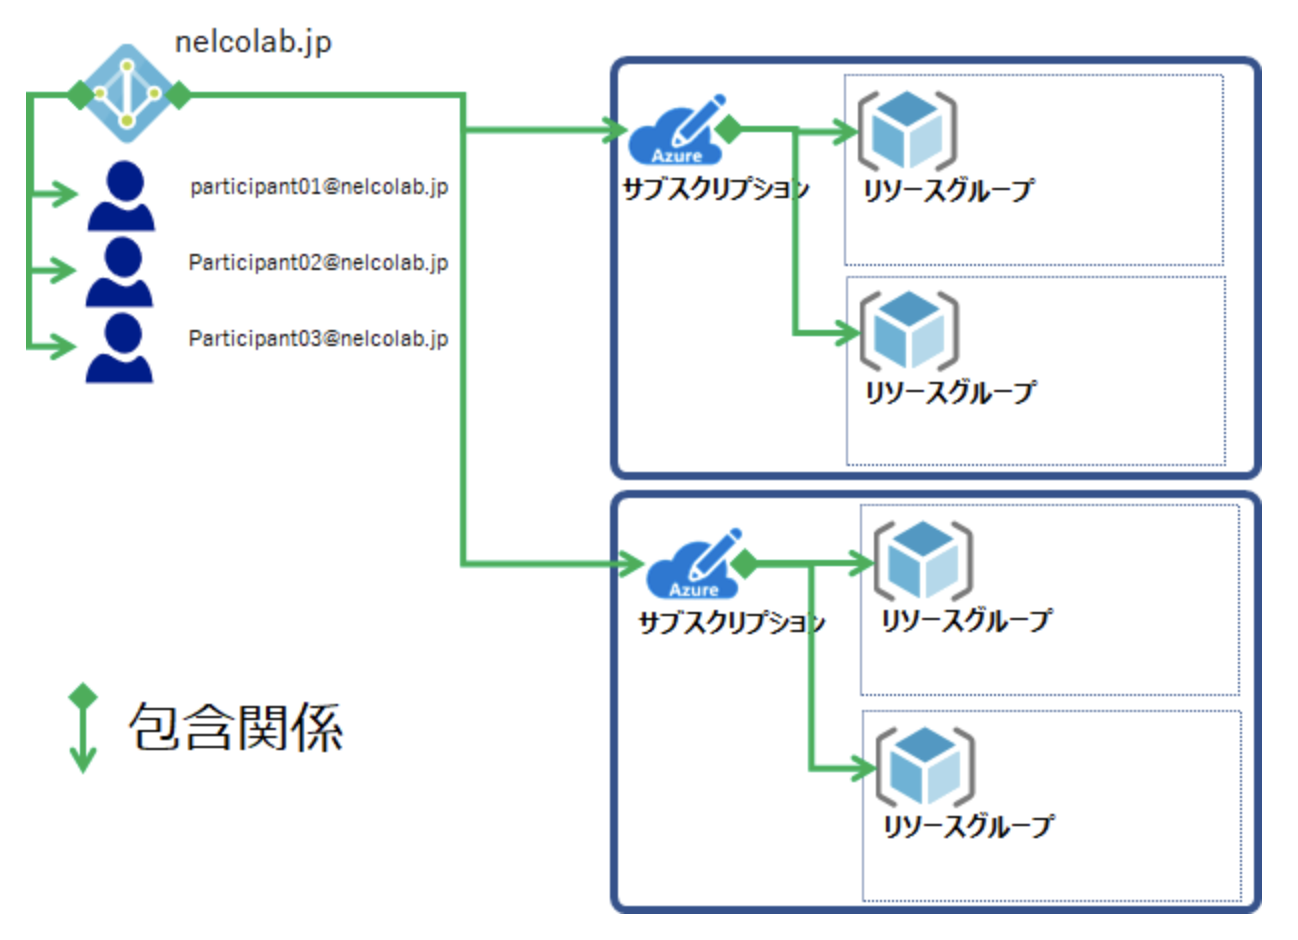 nelcolab.jp
participant01@nelcolab.jp
Participant02@nelcolab.jp
Participant03@nelcolab.jp
Azure
サブスクリプション
リソースグループ
リソースグループ
Azure
サブスクリプション
リソースグループ
リソースグループ
包含関係